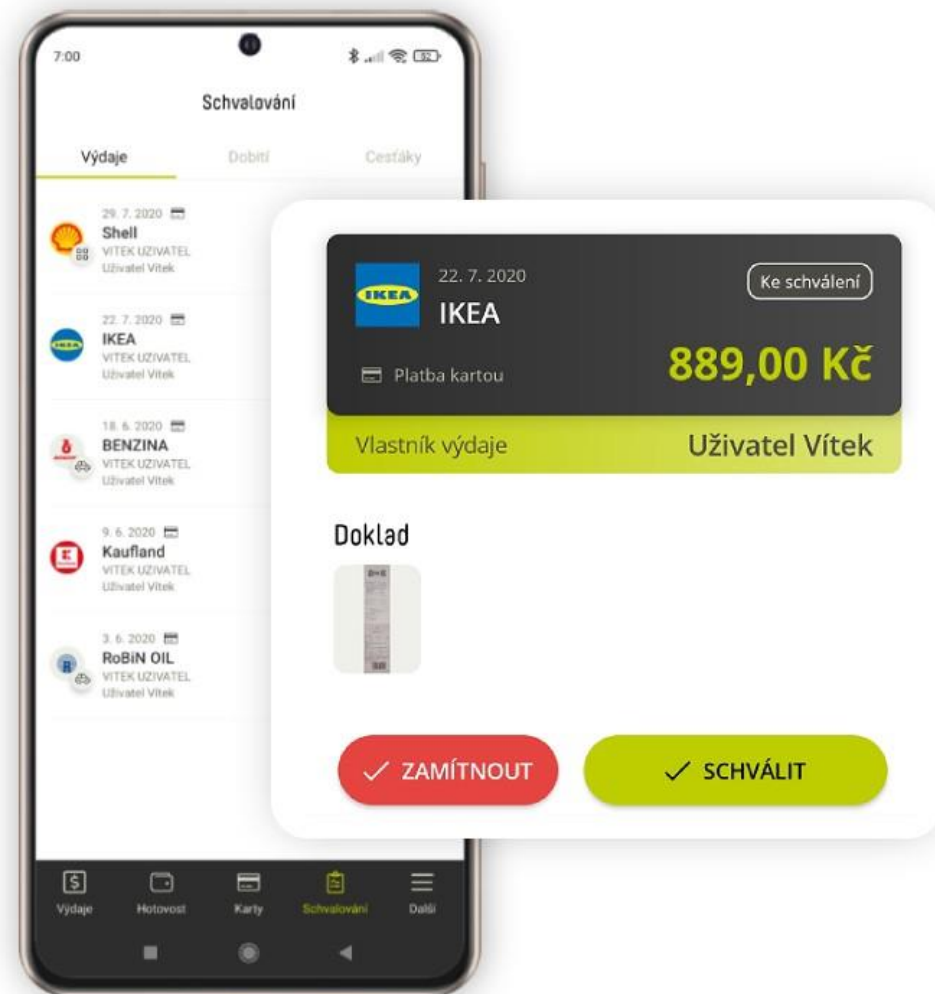 7:00
52
Schvalování
Výdaje
Dobití
Cesťáky
29. 7. 2020
Shell
VITEK UZIVATEL
Uživatel Vítek
22. 7. 2020
IKEA
IKEA
VITEK UZIVATEL
Uživatel Vítek
18. 6. 2020
BENZINA
VITEK UZIVATEL
Uživatel Vítek
9. 6. 2020
Kaufland
VITEK UZIVATEL
Uživatel Vítek
3. 6. 2020
RoBiN OIL
VITEK UZIVATEL
Uživatel Vítek
Výdaje
Hotovost
Karty
Schvalování
Další
IKEA
22. 7. 2020
IKEA
Ke schválení
Platba kartou
889,00 Kč
Vlastník výdaje
Uživatel Vítek
Doklad
ZAMÍTNOUT
SCHVÁLIT